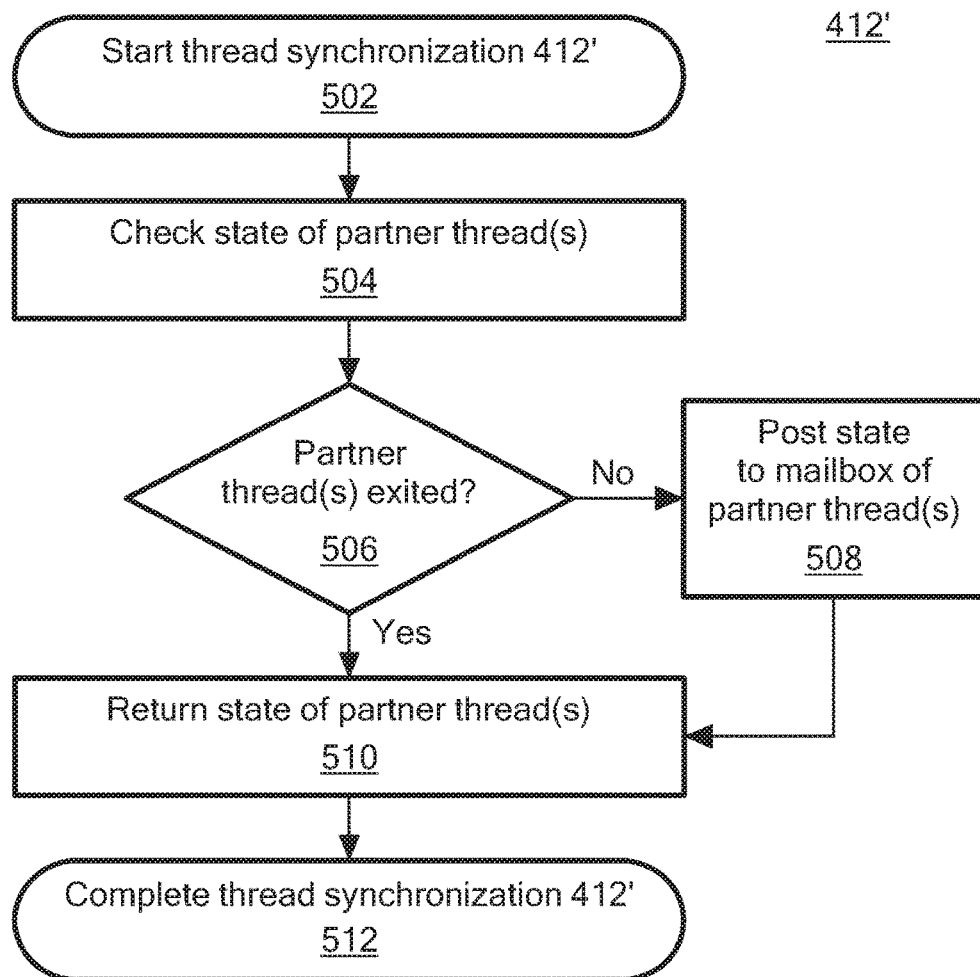 412'
Start thread synchronization 412'
502
Check state of partner thread(s)
504
Partner
thread(s) exited?
506
No
Post state
to mailbox of
partner thread(s)
508
Yes
Return state of partner thread(s)
510
Complete thread synchronization 412'
512